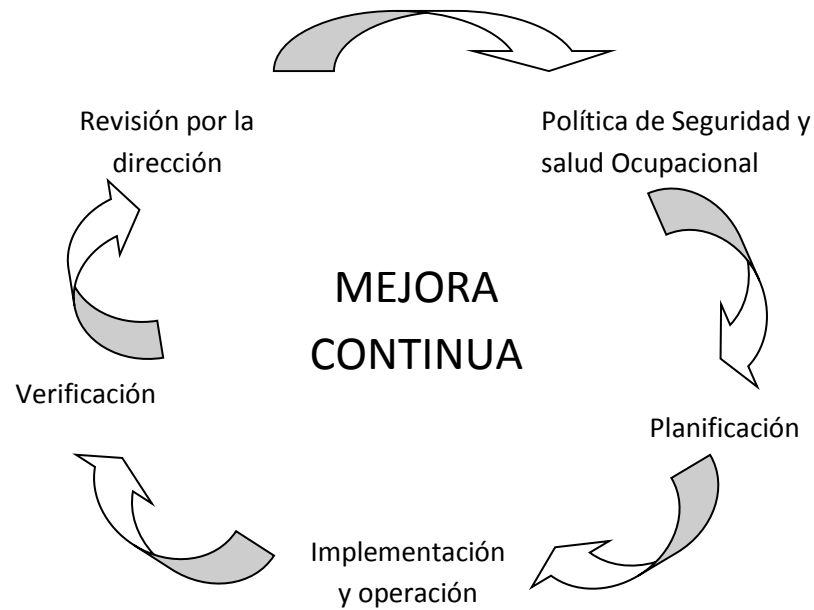 Revisión por la
dirección
Política de Seguridad y
salud Ocupacional
MEJORA
CONTINUA
Verificación
Planificación
Implementación
y operación